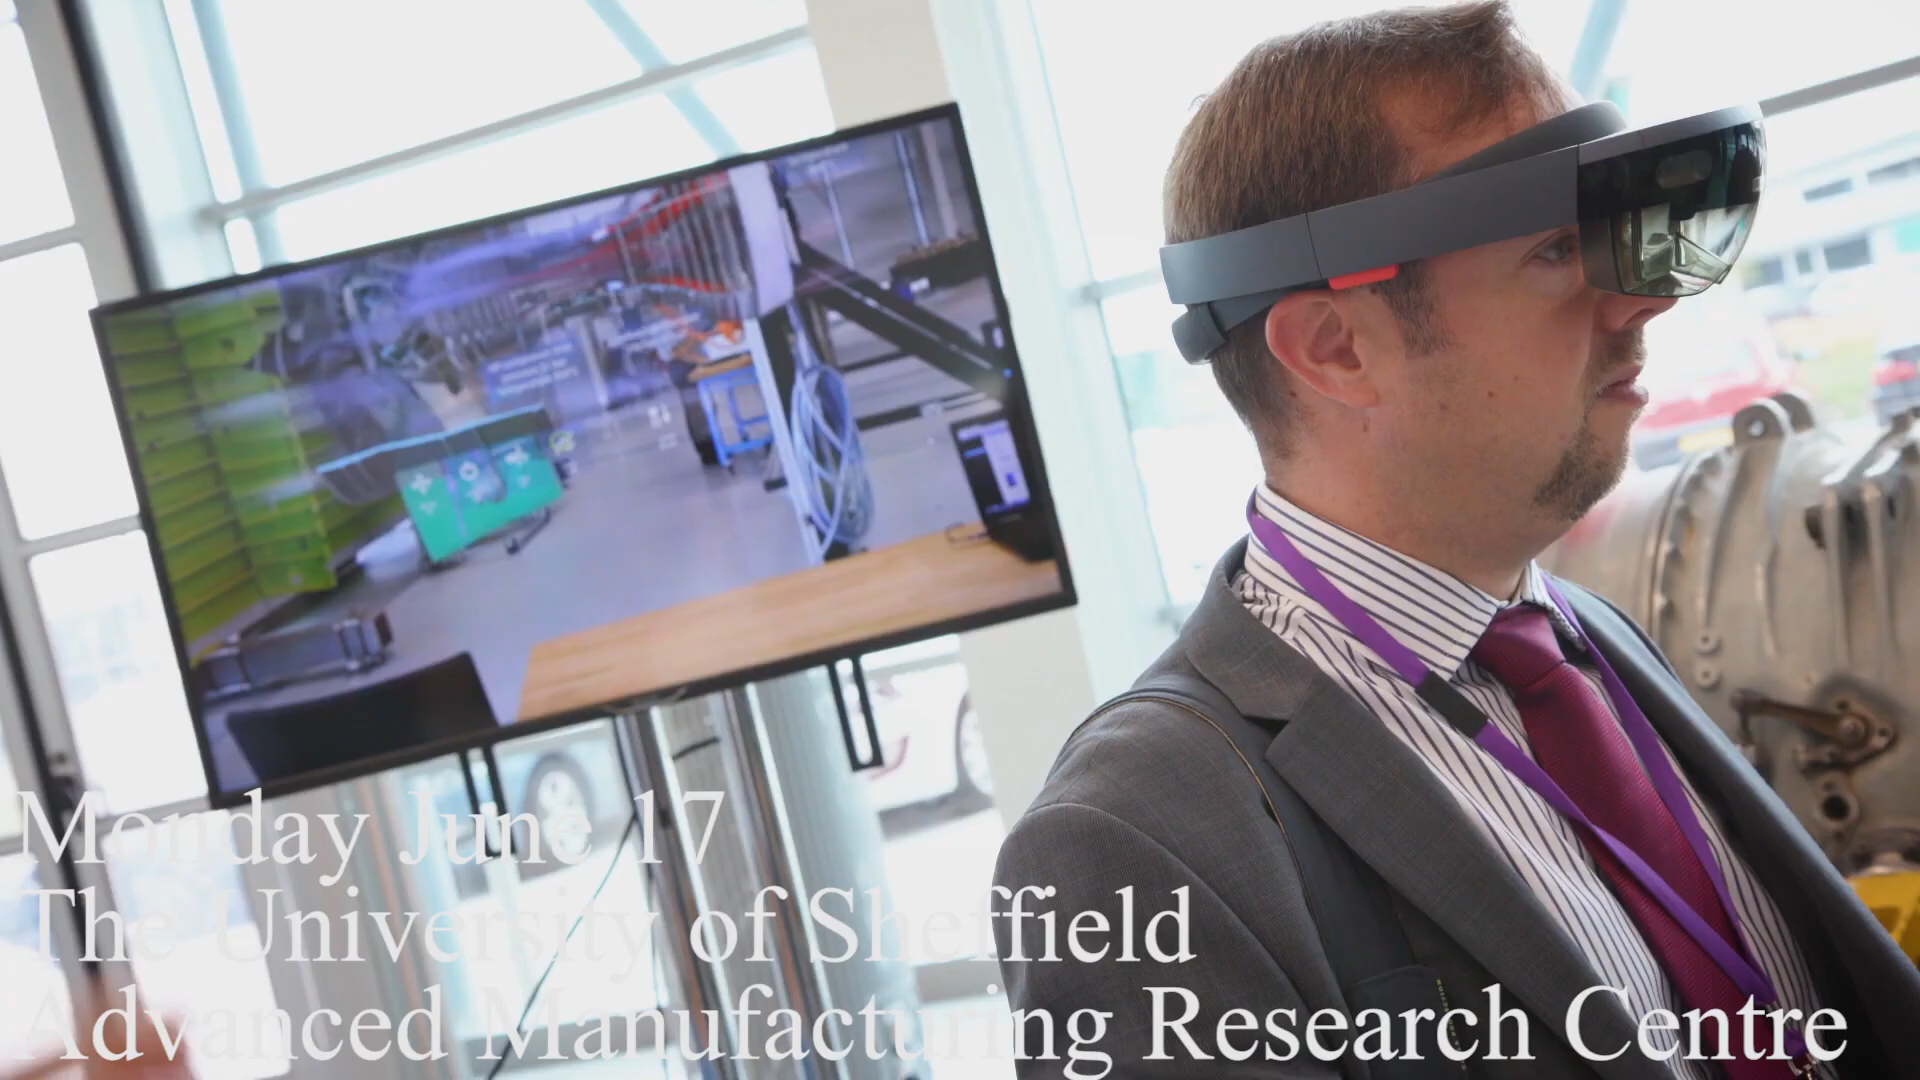 Monday June 17
The University of Sheffield
Advanced Manufacturing Research Centre